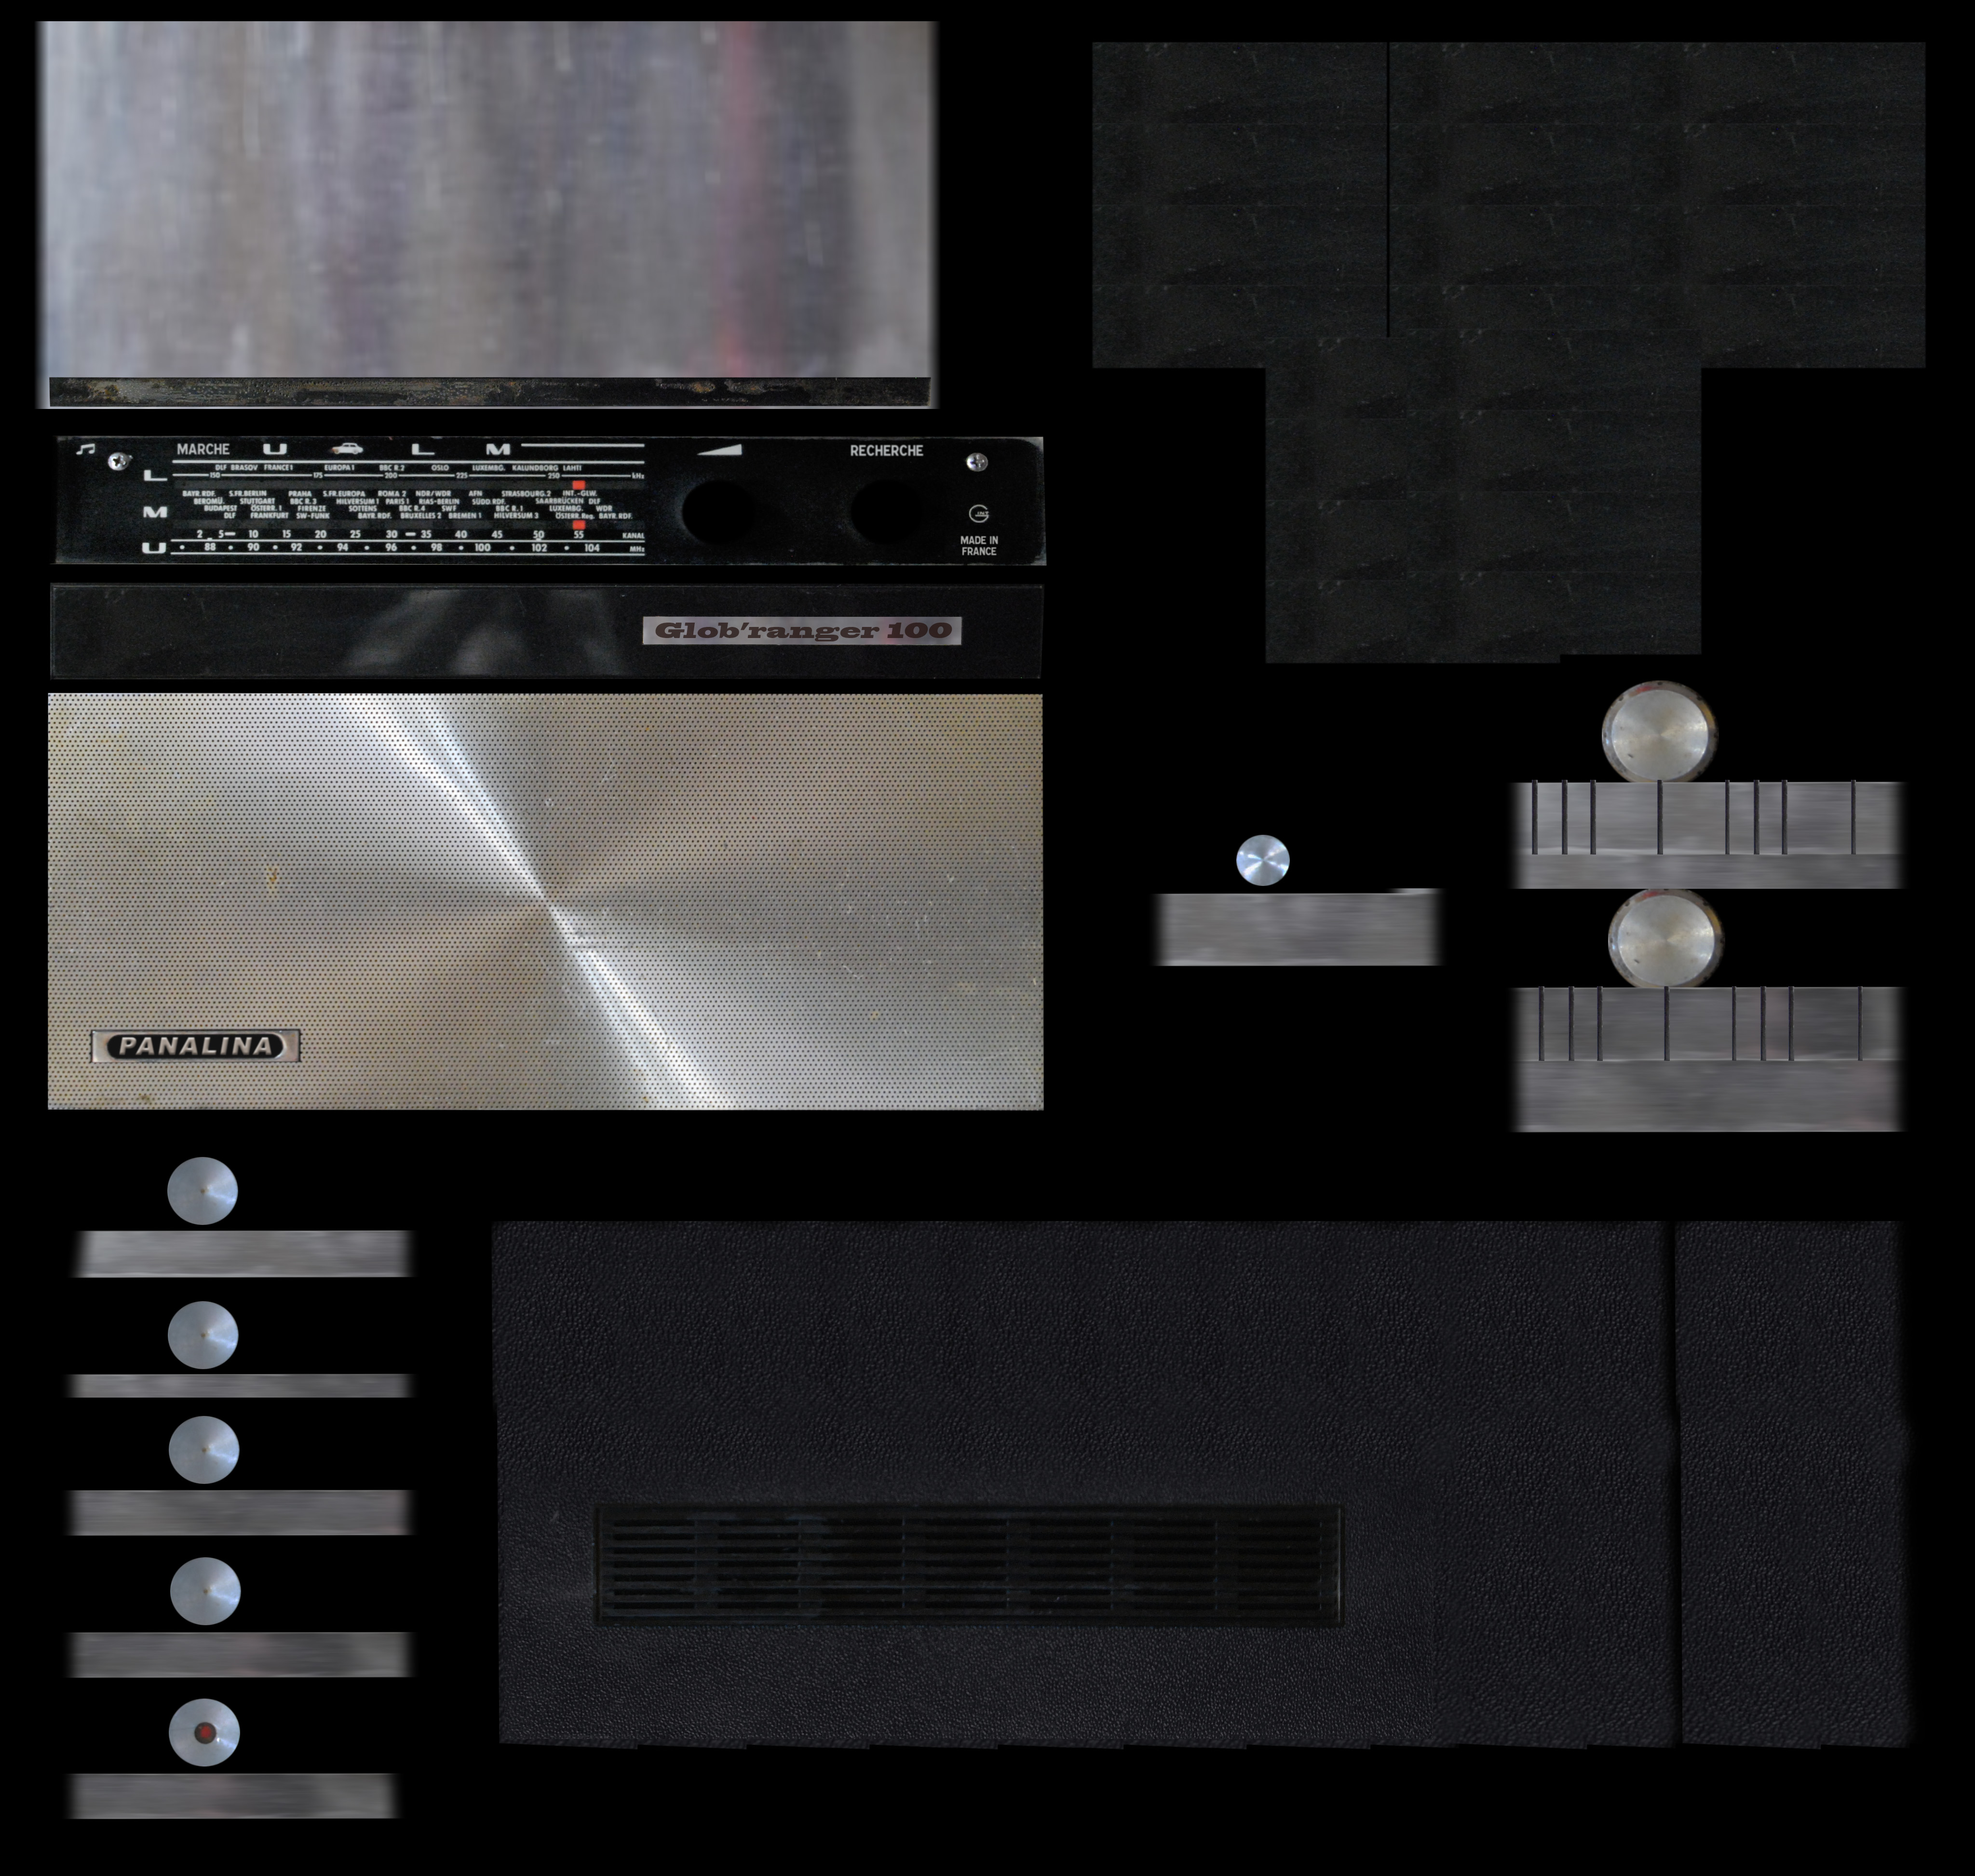 MARCHE U L M RECHERCHE
DLF BRASOV FRANCE 1 EUROPA 1 BBC R.2 OSLO LUXEMBG. KALUNDBORG LAHTI
L 150 175 200 225 250 kHz
BAYR.RDF. S.FR.BERLIN PRAHA S.FR.EUROPA ROMA 2 NDR/WDR AFN STRASBOURG.2 INT.-GLW.
BEROMÜ. STUTTGART BBC R.3 HILVERSUM 1 PARIS 1 RIAS-BERLIN SÜDD.RDF. SAARBRÜCKEN DLF
M BUDAPEST ÖSTERR. 1 FIRENZE SOTTENS BBC R.4 SWF BBC R.1 LUXEMBG. WDR
DLF FRANKFURT SW-FUNK BAYR.RDF. BRUXELLES 2 BREMEN 1 HILVERSUM 3 ÖSTERR.Reg. BAYR.RDF.
2 5 10 15 20 25 30 35 40 45 50 55 KANAL
U 88 90 92 94 96 98 100 102 104 MHz
MADE IN
FRANCE
Glob'ranger 100
PANALINA